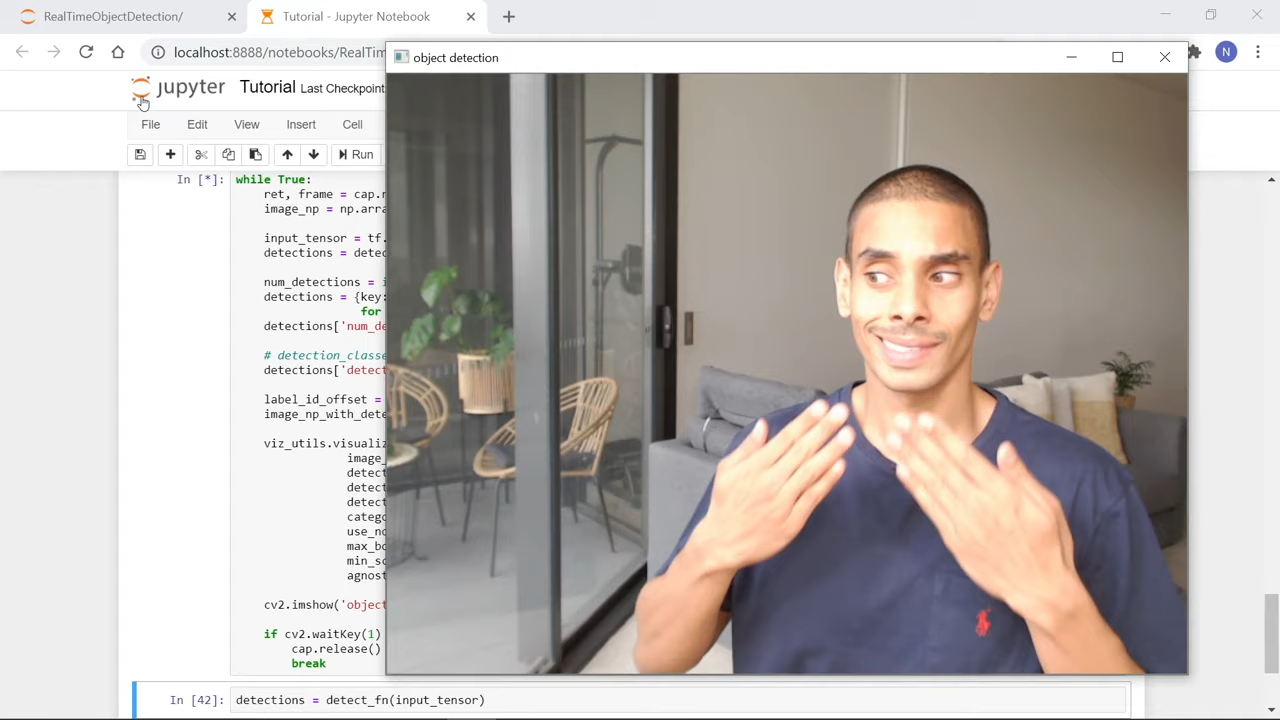 RealTimeObjectDetection/
Tutorial - Jupyter Notebook
localhost:8888/notebooks/RealTim
N
object detection
jupyter Tutorial Last Checkpoint
File Edit View Insert Cell
Run
In [*]: while True:
ret, frame = cap.r
image_np = np.arra
input_tensor = tf.
detections = detec
num_detections = i
detections = {key:
for
detections['num_de
# detection_classe
detections['detect
label_id_offset =
image_np_with_dete
viz_utils.visualiz
image_
detect
detect
detect
catego
use_no
max_bo
min_sc
agnost
cv2.imshow('object
if cv2.waitKey(1)
cap.release()
break
In [42]: detections = detect_fn(input_tensor)